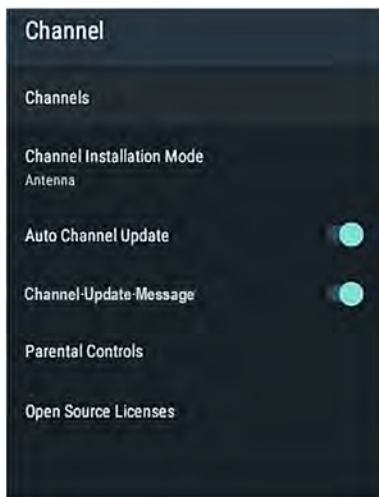 Channel
Channels
Channel Installation Mode
Antenna
Auto Channel Update
Channel-Update-Message
Parental Controls
Open Source Licenses